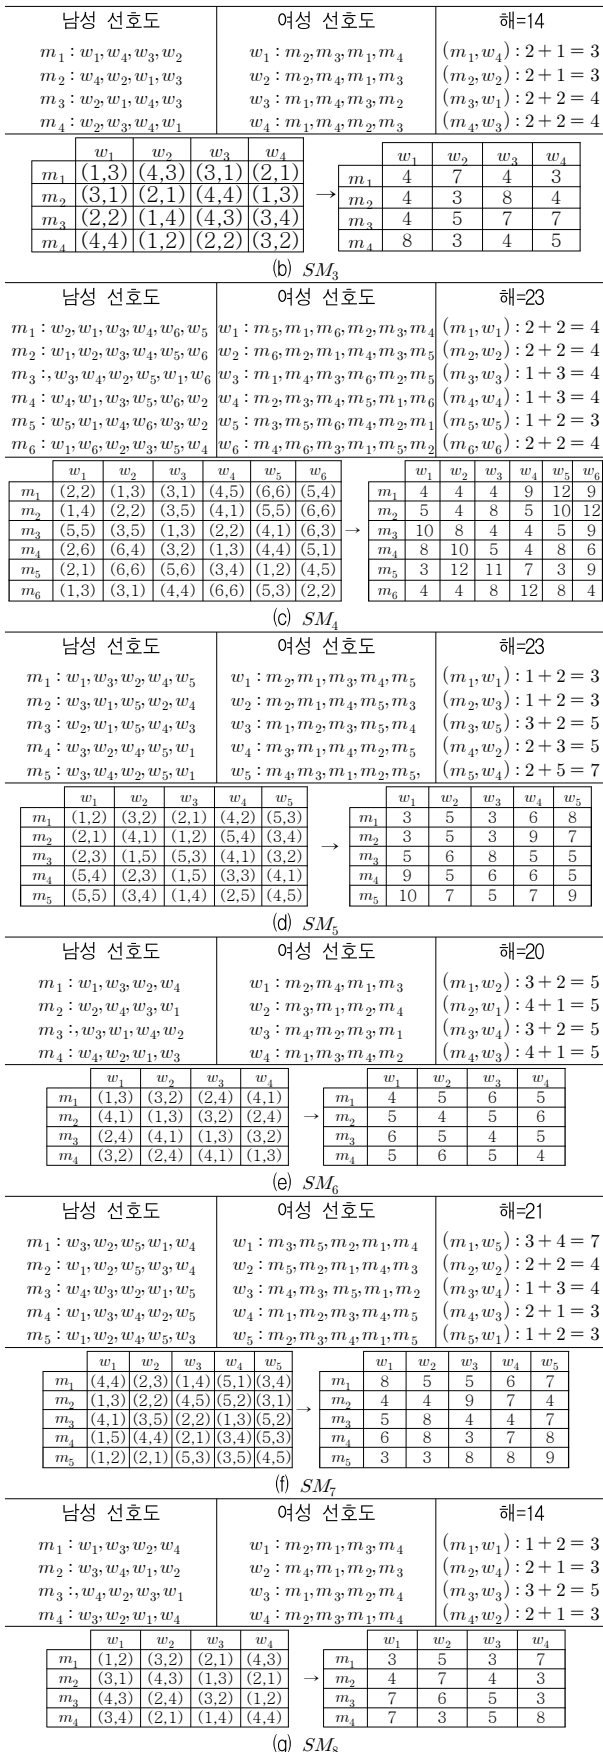 남성 선호도 여성 선호도 해=14
m₁ : w₁, w₄, w₃, w₂ w₁ : m₂, m₃, m₁, m₄ (m₁, w₄) : 2+1 = 3
m₂ : w₄, w₂, w₁, w₃ w₂ : m₂, m₄, m₁, m₃ (m₂, w₂) : 2+1 = 3
m₃ : w₂, w₁, w₄, w₃ w₃ : m₁, m₄, m₃, m₂ (m₃, w₁) : 2+2 = 4
m₄ : w₂, w₃, w₄, w₁ w₄ : m₁, m₄, m₂, m₃ (m₄, w₃) : 2+2 = 4
w₁ w₂ w₃ w₄ w₁ w₂ w₃ w₄
m₁ (1,3) (4,3) (3,1) (2,1) → m₁ 4 7 4 3
m₂ (3,1) (2,1) (4,4) (1,3) m₂ 4 3 8 4
m₃ (2,2) (1,4) (4,3) (3,4) m₃ 4 5 7 7
m₄ (4,4) (1,2) (2,2) (3,2) m₄ 8 3 4 5
(b) SM₃
남성 선호도 여성 선호도 해=23
m₁ : w₂, w₁, w₃, w₄, w₆, w₅ w₁ : m₅, m₁, m₆, m₂, m₃, m₄ (m₁, w₁) : 2+2 = 4
m₂ : w₁, w₂, w₃, w₄, w₅, w₆ w₂ : m₆, m₂, m₁, m₄, m₃, m₅ (m₂, w₂) : 2+2 = 4
m₃ :, w₃, w₄, w₂, w₅, w₁, w₆ w₃ : m₁, m₄, m₃, m₆, m₂, m₅ (m₃, w₃) : 1+3 = 4
m₄ : w₄, w₁, w₃, w₅, w₆, w₂ w₄ : m₂, m₃, m₄, m₅, m₁, m₆ (m₄, w₄) : 1+3 = 4
m₅ : w₅, w₁, w₄, w₆, w₃, w₂ w₅ : m₃, m₅, m₆, m₄, m₂, m₁ (m₅, w₅) : 1+2 = 3
m₆ : w₁, w₆, w₂, w₃, w₅, w₄ w₆ : m₄, m₆, m₃, m₁, m₅, m₂ (m₆, w₆) : 2+2 = 4
w₁ w₂ w₃ w₄ w₅ w₆ w₁ w₂ w₃ w₄ w₅ w₆
m₁ (2,2) (1,3) (3,1) (4,5) (6,6) (5,4) m₁ 4 4 4 9 12 9
m₂ (1,4) (2,2) (3,5) (4,1) (5,5) (6,6) m₂ 5 4 8 5 10 12
m₃ (5,5) (3,5) (1,3) (2,2) (4,1) (6,3) → m₃ 10 8 4 4 5 9
m₄ (2,6) (6,4) (3,2) (1,3) (4,4) (5,1) m₄ 8 10 5 4 8 6
m₅ (2,1) (6,6) (5,6) (3,4) (1,2) (4,5) m₅ 3 12 11 7 3 9
m₆ (1,3) (3,1) (4,4) (6,6) (5,3) (2,2) m₆ 4 4 8 12 8 4
(c) SM₄
남성 선호도 여성 선호도 해=23
m₁ : w₁, w₃, w₂, w₄, w₅ w₁ : m₂, m₁, m₃, m₄, m₅ (m₁, w₁) : 1+2 = 3
m₂ : w₃, w₁, w₅, w₂, w₄ w₂ : m₂, m₁, m₄, m₅, m₃ (m₂, w₃) : 1+2 = 3
m₃ : w₂, w₁, w₅, w₄, w₃ w₃ : m₁, m₂, m₃, m₅, m₄ (m₃, w₅) : 3+2 = 5
m₄ : w₃, w₂, w₄, w₅, w₁ w₄ : m₃, m₁, m₄, m₂, m₅ (m₄, w₂) : 2+3 = 5
m₅ : w₃, w₄, w₂, w₅, w₁ w₅ : m₄, m₃, m₁, m₂, m₅, (m₅, w₄) : 2+5 = 7
w₁ w₂ w₃ w₄ w₅ w₁ w₂ w₃ w₄ w₅
m₁ (1,2) (3,2) (2,1) (4,2) (5,3) m₁ 3 5 3 6 8
m₂ (2,1) (4,1) (1,2) (5,4) (3,4) m₂ 3 5 3 9 7
m₃ (2,3) (1,5) (5,3) (4,1) (3,2) → m₃ 5 6 8 5 5
m₄ (5,4) (2,3) (1,5) (3,3) (4,1) m₄ 9 5 6 6 5
m₅ (5,5) (3,4) (1,4) (2,5) (4,5) m₅ 10 7 5 7 9
(d) SM₅
남성 선호도 여성 선호도 해=20
m₁ : w₁, w₃, w₂, w₄ w₁ : m₂, m₄, m₁, m₃ (m₁, w₂) : 3+2 = 5
m₂ : w₂, w₄, w₃, w₁ w₂ : m₃, m₁, m₂, m₄ (m₂, w₁) : 4+1 = 5
m₃ :, w₃, w₁, w₄, w₂ w₃ : m₄, m₂, m₃, m₁ (m₃, w₄) : 3+2 = 5
m₄ : w₄, w₂, w₁, w₃ w₄ : m₁, m₃, m₄, m₂ (m₄, w₃) : 4+1 = 5
w₁ w₂ w₃ w₄ w₁ w₂ w₃ w₄
m₁ (1,3) (3,2) (2,4) (4,1) → m₁ 4 5 6 5
m₂ (4,1) (1,3) (3,2) (2,4) m₂ 5 4 5 6
m₃ (2,4) (4,1) (1,3) (3,2) m₃ 6 5 4 5
m₄ (3,2) (2,4) (4,1) (1,3) m₄ 5 6 5 4
(e) SM₆
남성 선호도 여성 선호도 해=21
m₁ : w₃, w₂, w₅, w₁, w₄ w₁ : m₃, m₅, m₂, m₁, m₄ (m₁, w₅) : 3+4 = 7
m₂ : w₁, w₂, w₅, w₃, w₄ w₂ : m₅, m₂, m₁, m₄, m₃ (m₂, w₂) : 2+2 = 4
m₃ : w₄, w₃, w₂, w₁, w₅ w₃ : m₄, m₃, m₅, m₁, m₂ (m₃, w₄) : 1+3 = 4
m₄ : w₁, w₃, w₄, w₂, w₅ w₄ : m₁, m₂, m₃, m₄, m₅ (m₄, w₃) : 2+1 = 3
m₅ : w₁, w₂, w₄, w₅, w₃ w₅ : m₂, m₃, m₄, m₁, m₅ (m₅, w₁) : 1+2 = 3
w₁ w₂ w₃ w₄ w₅ w₁ w₂ w₃ w₄ w₅
m₁ (4,4) (2,3) (1,4) (5,1) (3,4) m₁ 8 5 5 6 7
m₂ (1,3) (2,2) (4,5) (5,2) (3,1) → m₂ 4 4 9 7 4
m₃ (4,1) (3,5) (2,2) (1,3) (5,2) m₃ 5 8 4 4 7
m₄ (1,5) (4,4) (2,1) (3,4) (5,3) m₄ 6 8 3 7 8
m₅ (1,2) (2,1) (5,3) (3,5) (4,5) m₅ 3 3 8 8 9
(f) SM₇
남성 선호도 여성 선호도 해=14
m₁ : w₁, w₃, w₂, w₄ w₁ : m₂, m₁, m₃, m₄ (m₁, w₁) : 1+2 = 3
m₂ : w₃, w₄, w₁, w₂ w₂ : m₄, m₁, m₂, m₃ (m₂, w₄) : 2+1 = 3
m₃ :, w₄, w₂, w₃, w₁ w₃ : m₁, m₃, m₂, m₄ (m₃, w₃) : 3+2 = 5
m₄ : w₃, w₂, w₁, w₄ w₄ : m₂, m₃, m₁, m₄ (m₄, w₂) : 2+1 = 3
w₁ w₂ w₃ w₄ w₁ w₂ w₃ w₄
m₁ (1,2) (3,2) (2,1) (4,3) → m₁ 3 5 3 7
m₂ (3,1) (4,3) (1,3) (2,1) m₂ 4 7 4 3
m₃ (4,3) (2,4) (3,2) (1,2) m₃ 7 6 5 3
m₄ (3,4) (2,1) (1,4) (4,4) m₄ 7 3 5 8
(g) SM₈